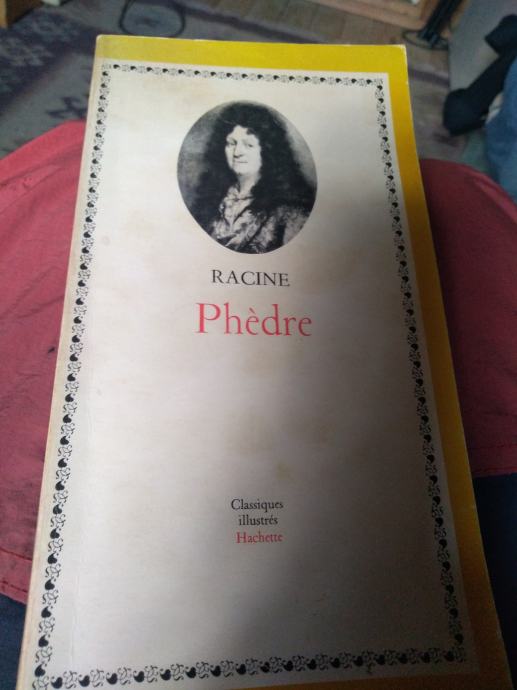 RACINE
Phèdre
Classiques
illustrés
Hachette